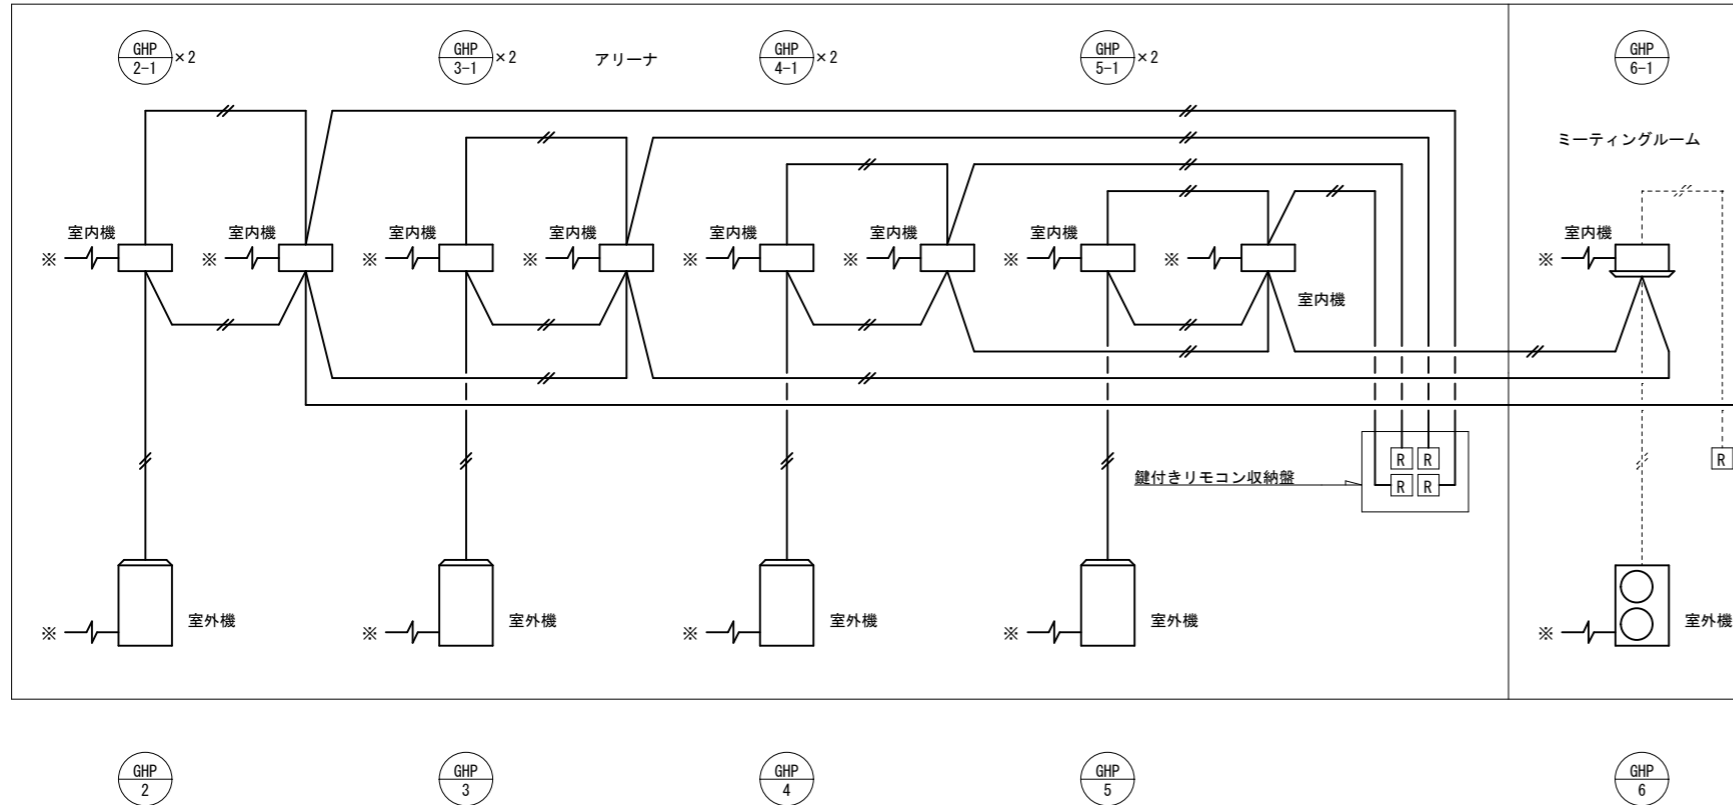 GHP
2-1
×2
GHP
3-1
×2
アリーナ
GHP
4-1
×2
GHP
5-1
×2
GHP
6-1
ミーティングルーム
室内機
室内機
室内機
室内機
室内機
室内機
室内機
室内機
※
※
※
※
※
※
※
※
※
室内機
鍵付きリモコン収納盤
R
R
R
R
R
※
室外機
※
室外機
※
室外機
※
室外機
※
室外機
GHP
2
GHP
3
GHP
4
GHP
5
GHP
6